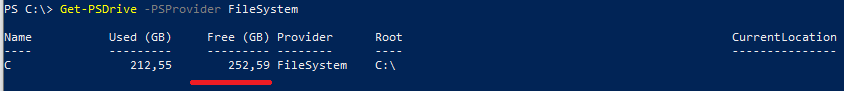 PS C:\> Get-PSDrive -PSProvider FileSystem
Name Used (GB) Free (GB) Provider Root CurrentLocation
---- --------- --------- -------- ---- ---------------
C 212,55 252,59 FileSystem C:\